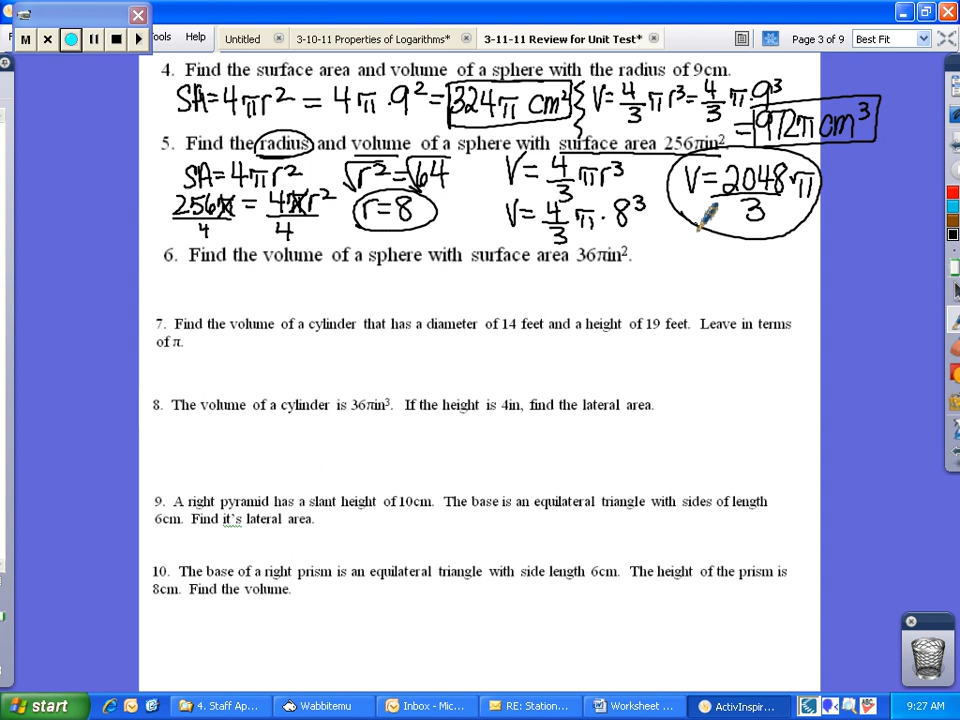 M
Tools Help Untitled 3-10-11 Properties of Logarithms* 3-11-11 Review for Unit Test* Page 3 of 9 Best Fit
4. Find the surface area and volume of a sphere with the radius of 9cm.
SA=4πr² = 4π·9² = 324π cm² V=4/3πr³=4/3π·9³
=972πcm³
5. Find the radius and volume of a sphere with surface area 256πin².
SA=4πr² √r²=√64 V=4/3πr³ V=2048π/3
256π/4 = 4πr²/4 r=8 V=4/3π·8³
6. Find the volume of a sphere with surface area 36πin².
7. Find the volume of a cylinder that has a diameter of 14 feet and a height of 19 feet. Leave in terms
of π.
8. The volume of a cylinder is 36πin³. If the height is 4in, find the lateral area.
9. A right pyramid has a slant height of 10cm. The base is an equilateral triangle with sides of length
6cm. Find it's lateral area.
10. The base of a right prism is an equilateral triangle with side length 6cm. The height of the prism is
8cm. Find the volume.
start 4. Staff Ap... Wabbitemu Inbox - Mic... RE: Station... Worksheet ... ActivInspir... 9:27 AM